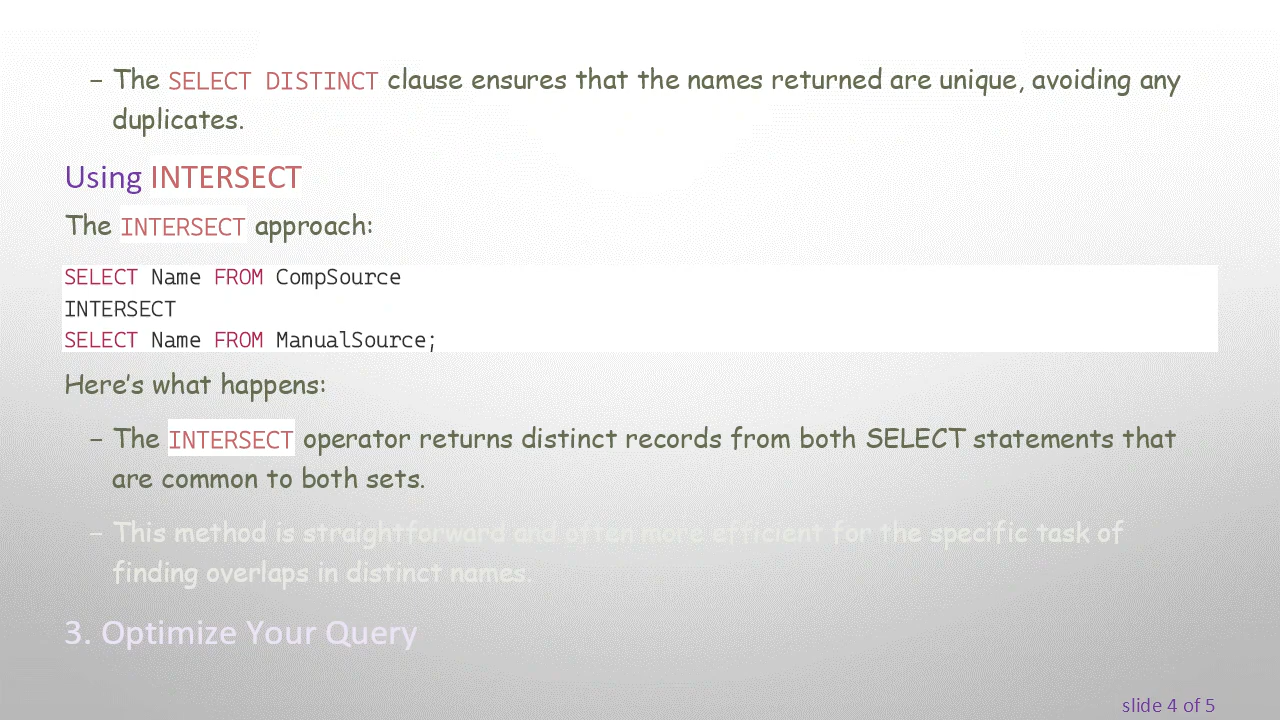 – The SELECT DISTINCT clause ensures that the names returned are unique, avoiding any
duplicates.
Using INTERSECT
The INTERSECT approach:
SELECT Name FROM CompSource
INTERSECT
SELECT Name FROM ManualSource;
Here's what happens:
– The INTERSECT operator returns distinct records from both SELECT statements that
are common to both sets.
– This method is straightforward and often more efficient for the specific task of
finding overlaps in distinct names.
3. Optimize Your Query
slide 4 of 5